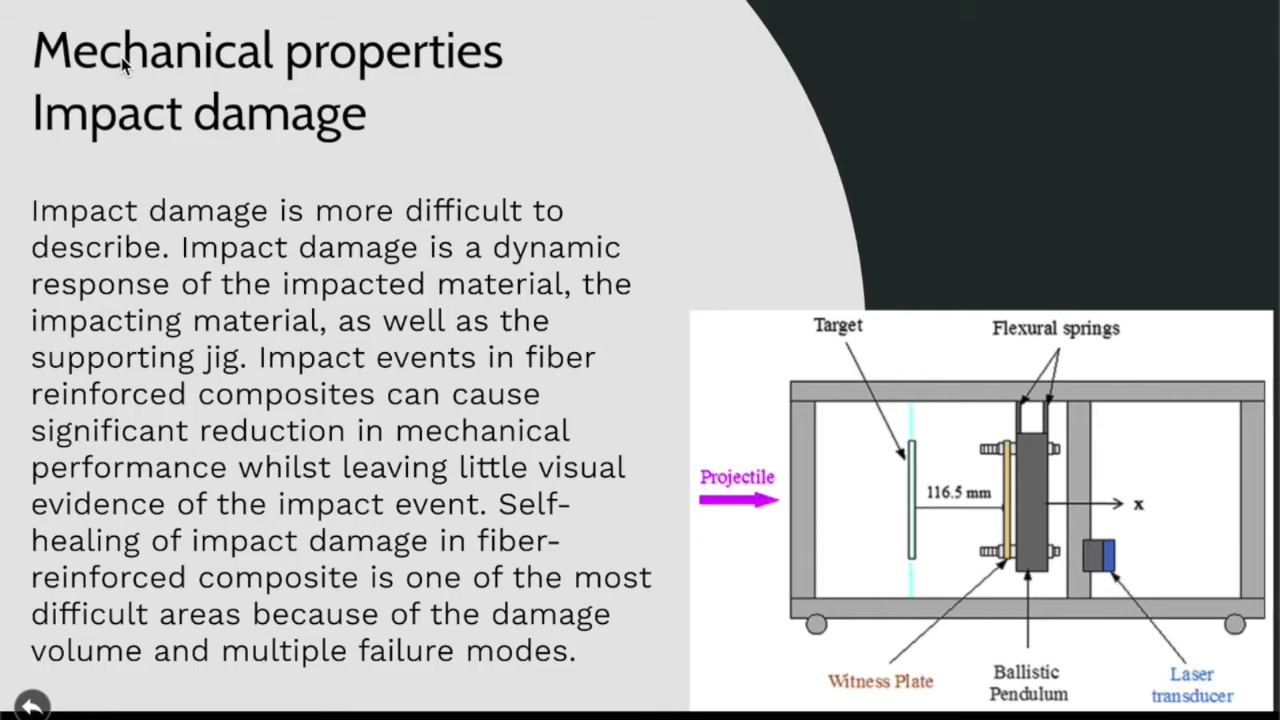 Mechanical properties
Impact damage
Impact damage is more difficult to
describe. Impact damage is a dynamic
response of the impacted material, the
impacting material, as well as the
supporting jig. Impact events in fiber
reinforced composites can cause
significant reduction in mechanical
performance whilst leaving little visual
evidence of the impact event. Self-
healing of impact damage in fiber-
reinforced composite is one of the most
difficult areas because of the damage
volume and multiple failure modes.
Target
Flexural springs
Projectile
116.5 mm
x
Witness Plate
Ballistic
Pendulum
Laser
transducer